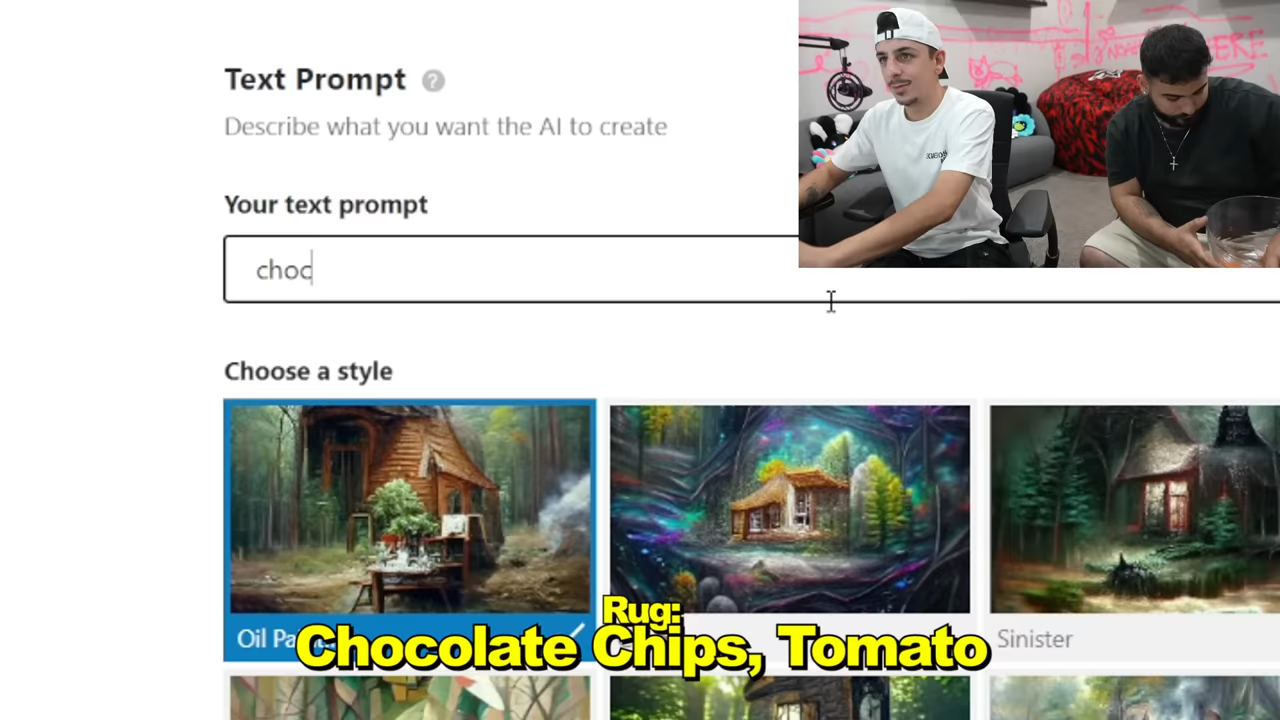 Text Prompt ?
Describe what you want the AI to create
Your text prompt
choc
Choose a style
Rug:
Chocolate Chips, Tomato
Oil Pa
Sinister